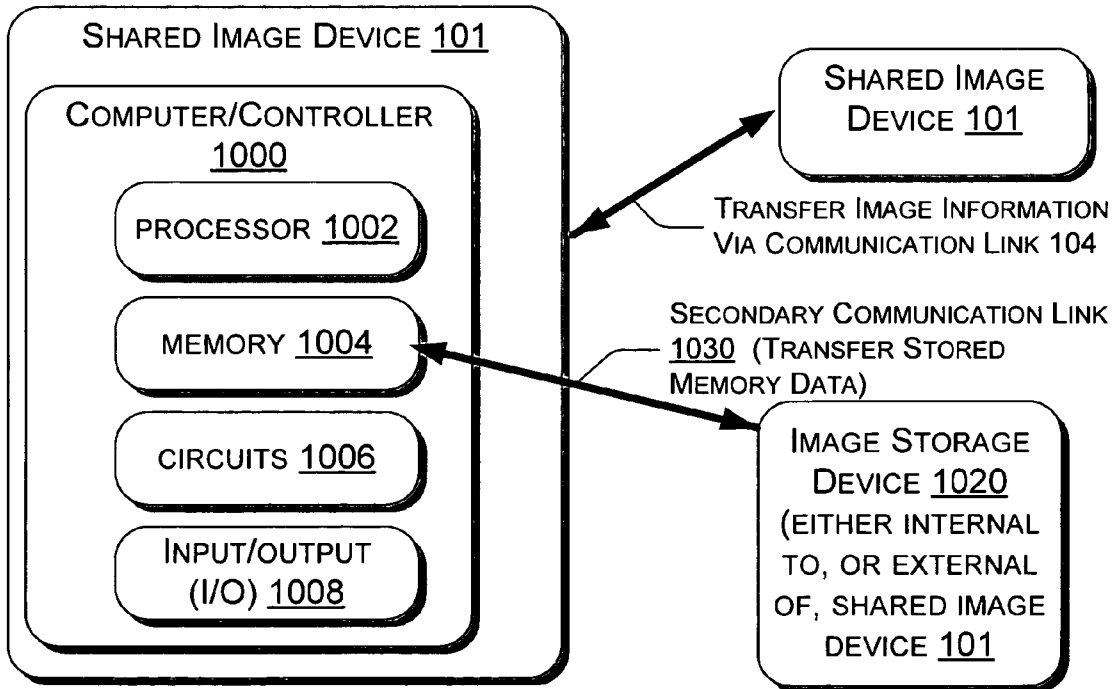 SHARED IMAGE DEVICE 101
COMPUTER/CONTROLLER
1000
PROCESSOR 1002
MEMORY 1004
CIRCUITS 1006
INPUT/OUTPUT
(I/O) 1008
SHARED IMAGE
DEVICE 101
TRANSFER IMAGE INFORMATION
VIA COMMUNICATION LINK 104
SECONDARY COMMUNICATION LINK
1030 (TRANSFER STORED
MEMORY DATA)
IMAGE STORAGE
DEVICE 1020
(EITHER INTERNAL
TO, OR EXTERNAL
OF, SHARED IMAGE
DEVICE 101